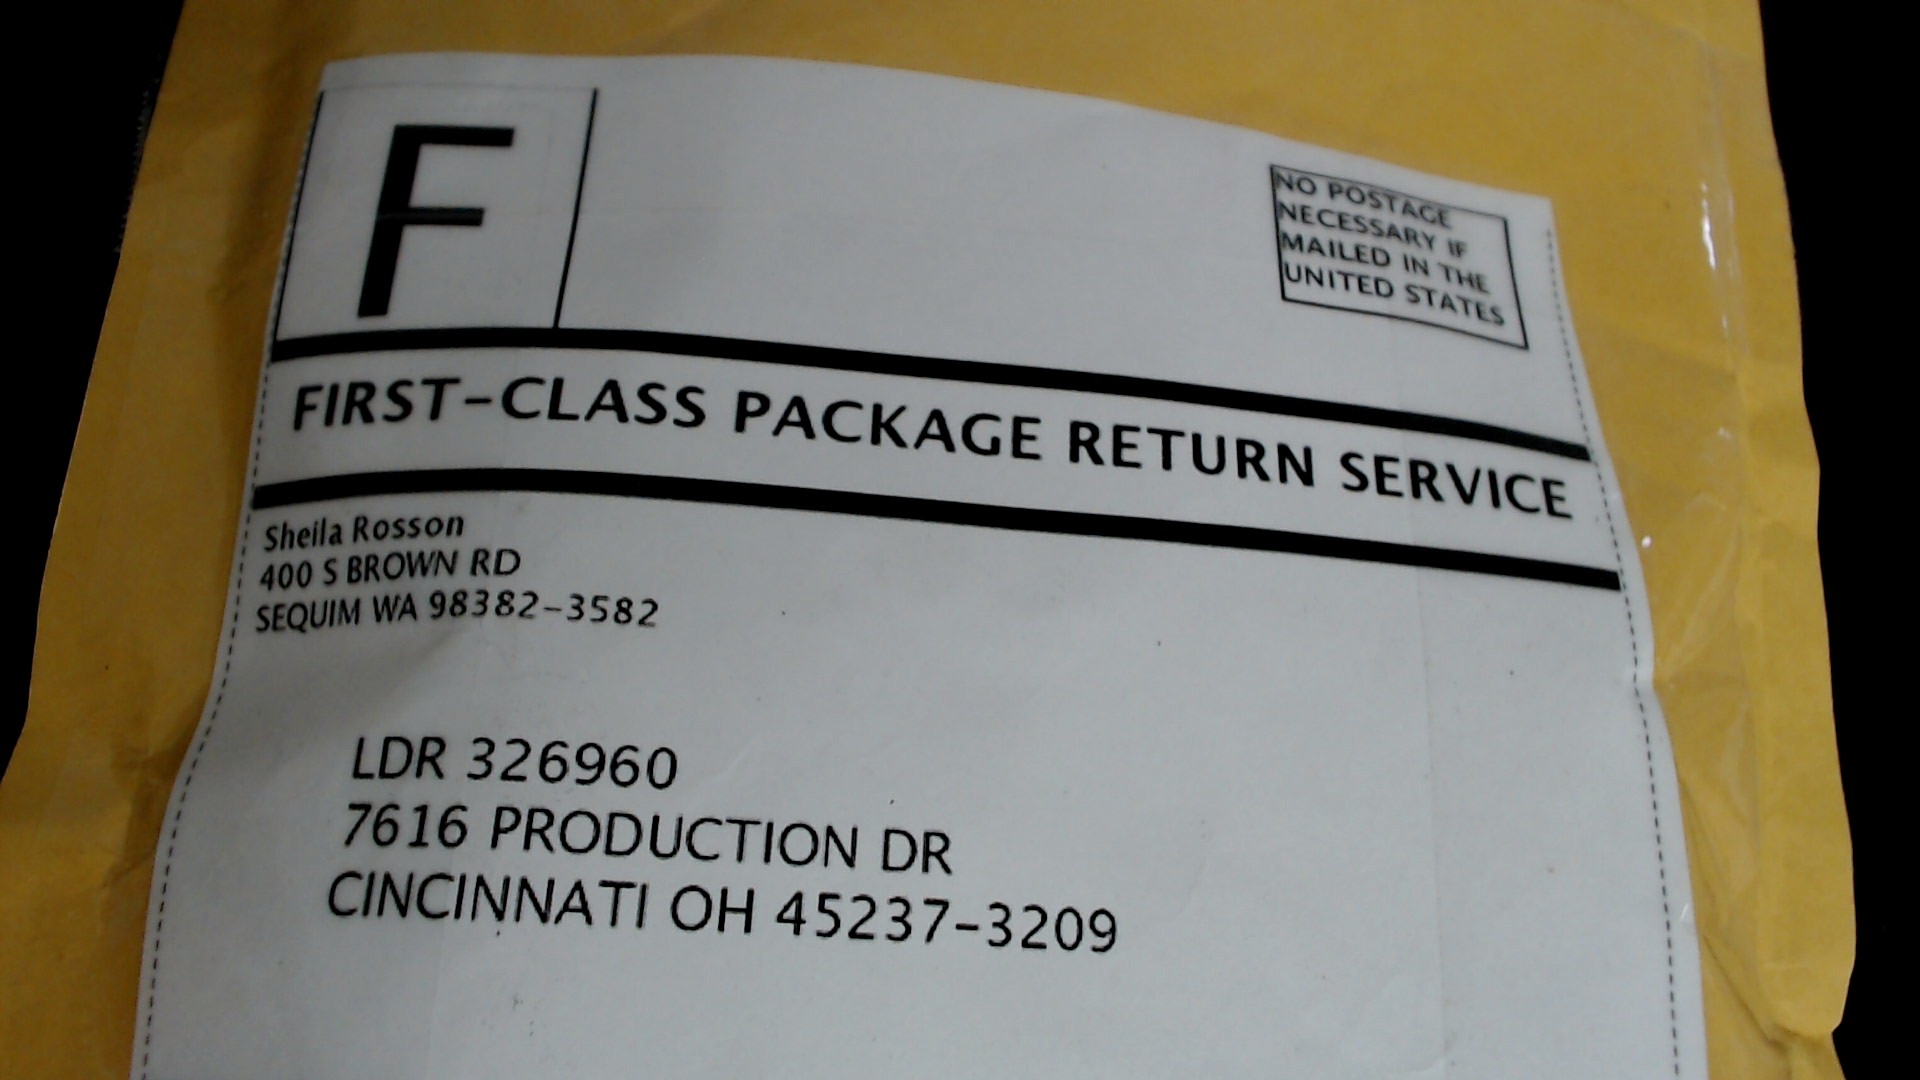 F
NO POSTAGE
NECESSARY IF
MAILED IN THE
UNITED STATES
FIRST-CLASS PACKAGE RETURN SERVICE
Sheila Rosson
400 S BROWN RD
SEQUIM WA 98382-3582
LDR 326960
7616 PRODUCTION DR
CINCINNATI OH 45237-3209